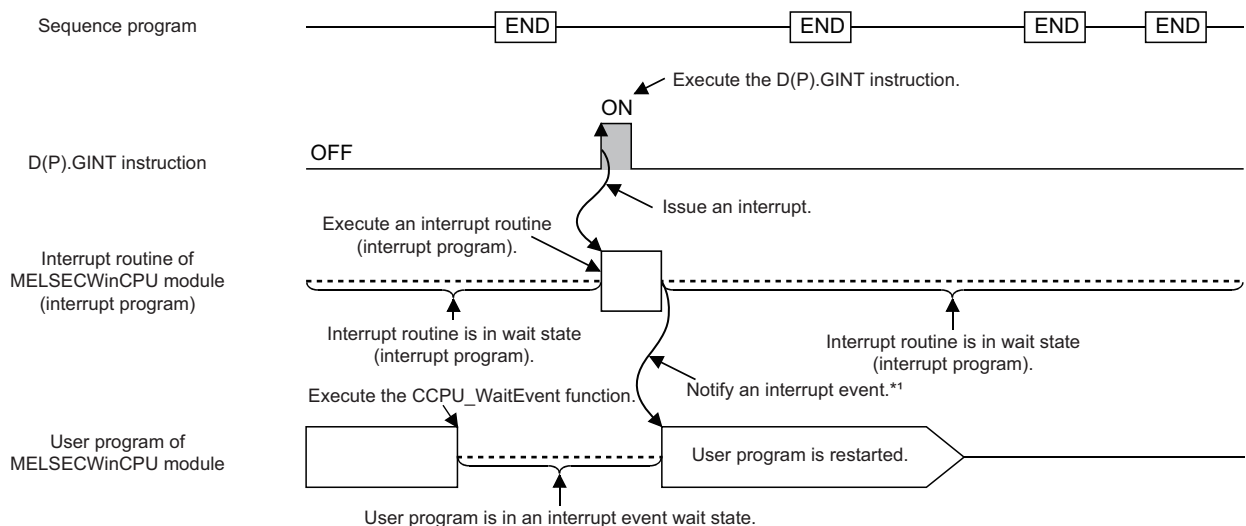 Sequence program
END
END
END
END
Execute the D(P).GINT instruction.
ON
D(P).GINT instruction
OFF
Issue an interrupt.
Execute an interrupt routine
(interrupt program).
Interrupt routine of
MELSECWinCPU module
(interrupt program)
Interrupt routine is in wait state
(interrupt program).
Interrupt routine is in wait state
(interrupt program).
Notify an interrupt event.*1
Execute the CCPU_WaitEvent function.
User program of
MELSECWinCPU module
User program is restarted.
User program is in an interrupt event wait state.